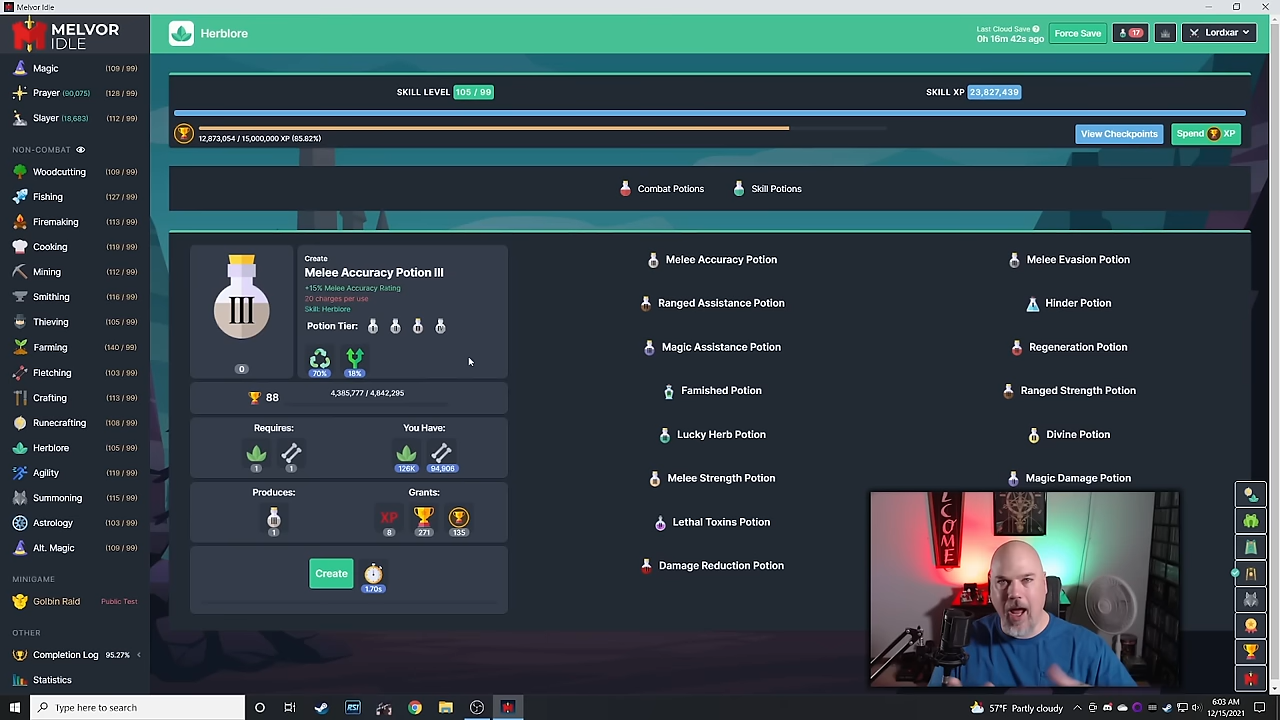 Melvor Idle
MELVOR
IDLE
Herblore
Last Cloud Save
0h 16m 42s ago
Force Save
17
Lordxar
Magic (109 / 99)
Prayer (90,075) (128 / 99)
Slayer (18,683) (112 / 99)
NON-COMBAT
Woodcutting (109 / 99)
Fishing (127 / 99)
Firemaking (113 / 99)
Cooking (119 / 99)
Mining (112 / 99)
Smithing (116 / 99)
Thieving (105 / 99)
Farming (140 / 99)
Fletching (103 / 99)
Crafting (112 / 99)
Runecrafting (108 / 99)
Herblore (105 / 99)
Agility (119 / 99)
Summoning (115 / 99)
Astrology (103 / 99)
Alt. Magic (109 / 99)
MINIGAME
Golbin Raid Public Test
OTHER
Completion Log 95.27%
Statistics
SKILL LEVEL 105 / 99
SKILL XP 23,827,439
12,873,054 / 15,000,000 XP (85.82%)
View Checkpoints
Spend XP
Combat Potions
Skill Potions
Create
Melee Accuracy Potion III
+15% Melee Accuracy Rating
20 charges per use
Skill: Herblore
Potion Tier:
III
0
70%
18%
88
4,385,777 / 4,842,295
Requires:
You Have:
1
1
126K
94,906
Produces:
Grants:
XP
1
8
271
135
Create
1.70s
Melee Accuracy Potion
Melee Evasion Potion
Ranged Assistance Potion
Hinder Potion
Magic Assistance Potion
Regeneration Potion
Famished Potion
Ranged Strength Potion
Lucky Herb Potion
Divine Potion
Melee Strength Potion
Magic Damage Potion
Lethal Toxins Potion
Damage Reduction Potion
LCOME
Type here to search
57°F Partly cloudy
6:03 AM
12/15/2021